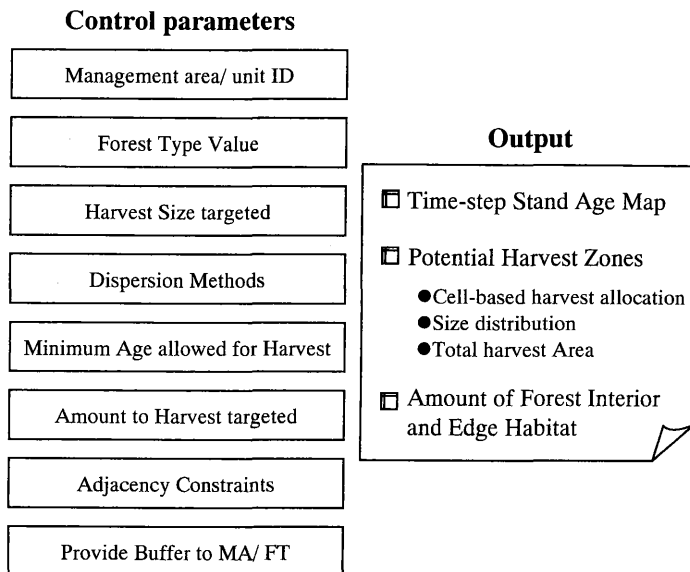 Control parameters
Management area/ unit ID
Forest Type Value
Harvest Size targeted
Dispersion Methods
Minimum Age allowed for Harvest
Amount to Harvest targeted
Adjacency Constraints
Provide Buffer to MA/ FT
Output
Time-step Stand Age Map
Potential Harvest Zones
●Cell-based harvest allocation
●Size distribution
●Total harvest Area
Amount of Forest Interior
and Edge Habitat